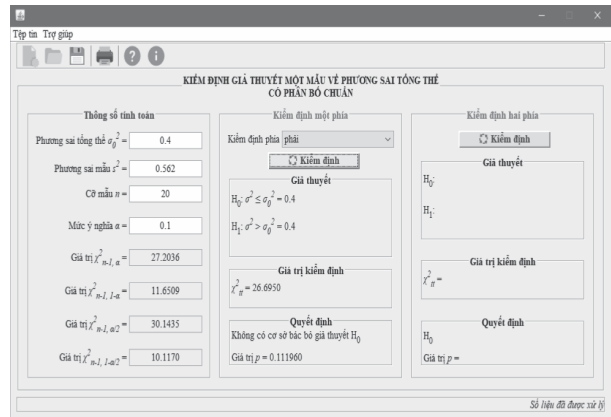 Tệp tin Trợ giúp
KIỂM ĐỊNH GIẢ THUYẾT MỘT MẪU VỀ PHƯƠNG SAI TỔNG THỂ
CÓ PHÂN BỐ CHUẨN
Thông số tính toán
Phương sai tổng thể σ₀² = 0.4
Phương sai mẫu s² = 0.562
Cỡ mẫu n = 20
Mức ý nghĩa α = 0.1
Giá trị χ²n-1, α = 27.2036
Giá trị χ²n-1, 1-α = 11.6509
Giá trị χ²n-1, α/2 = 30.1435
Giá trị χ²n-1, 1-α/2 = 10.1170
Kiểm định một phía
Kiểm định phía phải
Kiểm định
Giả thuyết
H₀: σ² ≤ σ₀² = 0.4
H₁: σ² > σ₀² = 0.4
Giá trị kiểm định
χ²tt = 26.6950
Quyết định
Không có cơ sở bác bỏ giả thuyết H₀
Giá trị p = 0.111960
Kiểm định hai phía
Kiểm định
Giả thuyết
H₀:
H₁:
Giá trị kiểm định
χ²tt =
Quyết định
H₀
Giá trị p =
Số liệu đã được xử lý